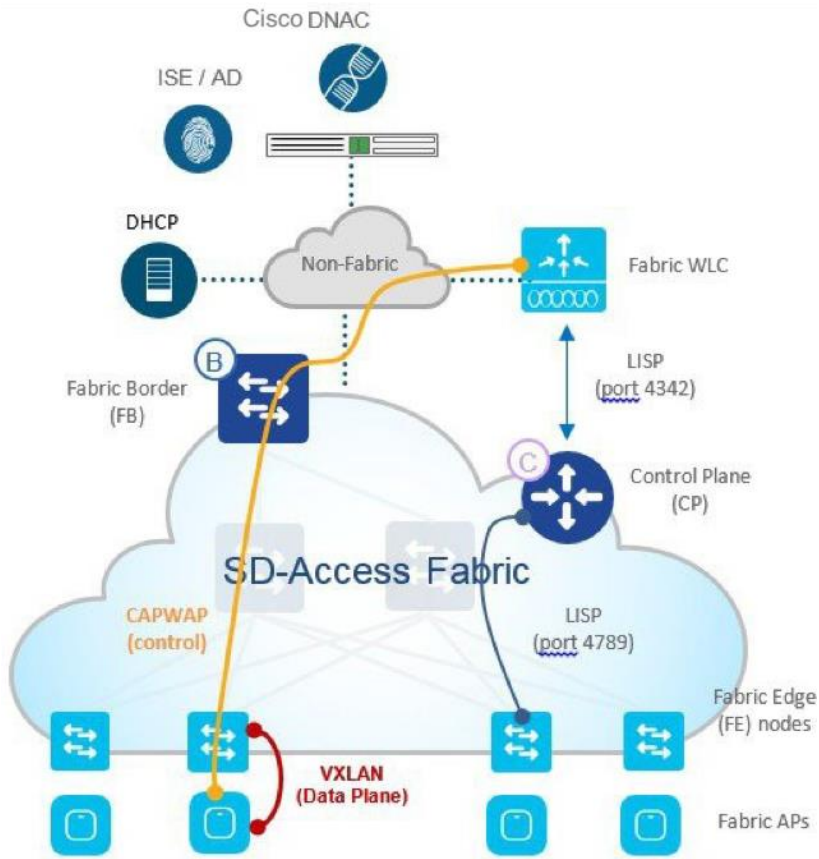 Cisco DNAC
ISE / AD
DHCP
Non-Fabric
Fabric WLC
B
Fabric Border
(FB)
LISP
(port 4342)
C
Control Plane
(CP)
SD-Access Fabric
CAPWAP
(control)
LISP
(port 4789)
Fabric Edge
(FE) nodes
VXLAN
(Data Plane)
Fabric APs